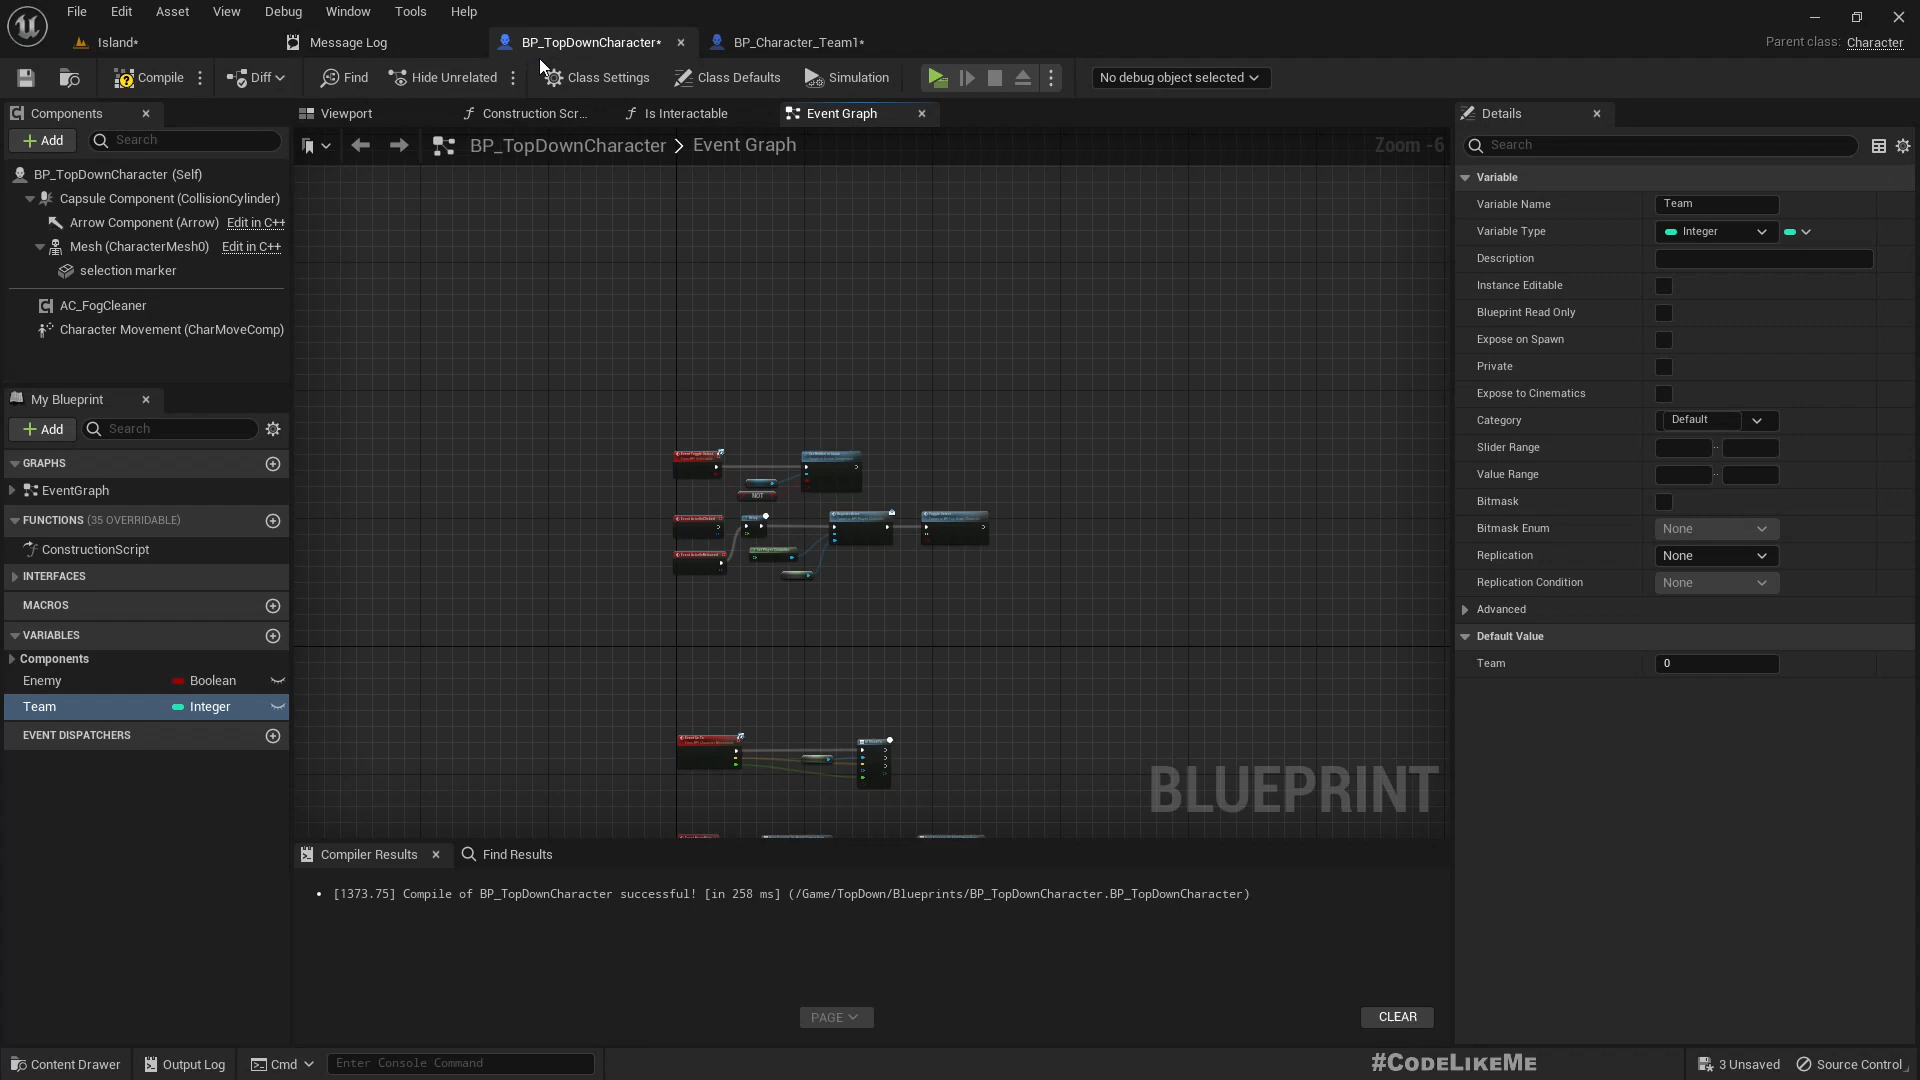 File Edit Asset View Debug Window Tools Help
Island* Message Log BP_TopDownCharacter* BP_Character_Team1* Parent class: Character
Compile Diff Find Hide Unrelated Class Settings Class Defaults Simulation No debug object selected
Components Viewport Construction Scr... Is Interactable Event Graph Details
Add Search BP_TopDownCharacter > Event Graph Zoom -6 Search
BP_TopDownCharacter (Self)
Capsule Component (CollisionCylinder)
Arrow Component (Arrow) Edit in C++
Mesh (CharacterMesh0) Edit in C++
selection marker
AC_FogCleaner
Character Movement (CharMoveComp)
My Blueprint
Add Search
GRAPHS
EventGraph
FUNCTIONS (35 OVERRIDABLE)
ConstructionScript
INTERFACES
MACROS
VARIABLES
Components
Enemy Boolean
Team Integer
EVENT DISPATCHERS
NOT
BLUEPRINT
Variable
Variable Name Team
Variable Type Integer
Description
Instance Editable
Blueprint Read Only
Expose on Spawn
Private
Expose to Cinematics
Category Default
Slider Range
Value Range
Bitmask
Bitmask Enum None
Replication None
Replication Condition None
Advanced
Default Value
Team 0
Compiler Results Find Results
[1373.75] Compile of BP_TopDownCharacter successful! [in 258 ms] (/Game/TopDown/Blueprints/BP_TopDownCharacter.BP_TopDownCharacter)
PAGE CLEAR
Content Drawer Output Log Cmd Enter Console Command #CODELIKEME 3 Unsaved Source Control